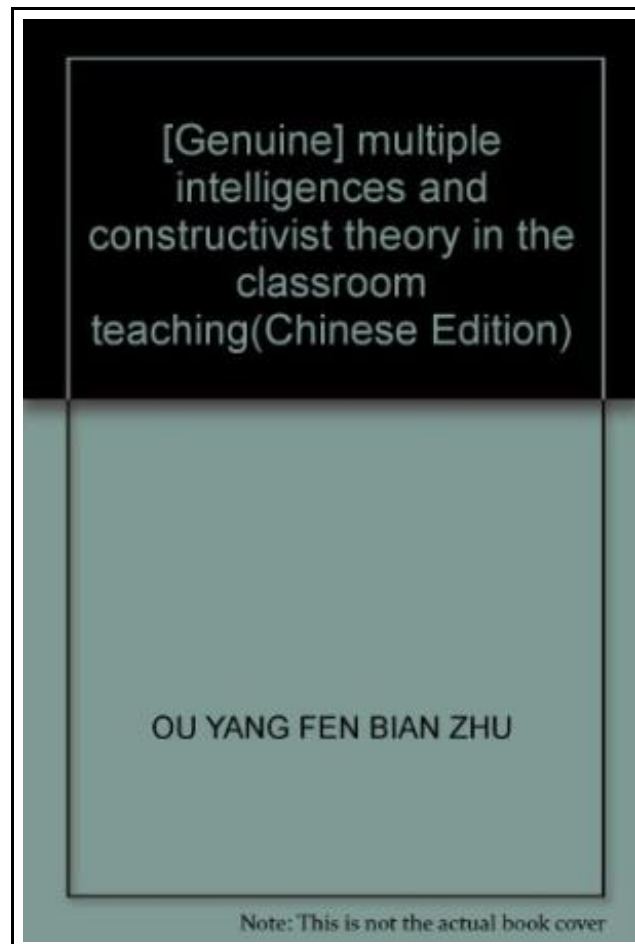 [Genuine] multiple
intelligences and
constructivist theory in the
classroom
teaching(Chinese Edition)
OU YANG FEN BIAN ZHU
Note: This is not the actual book cover